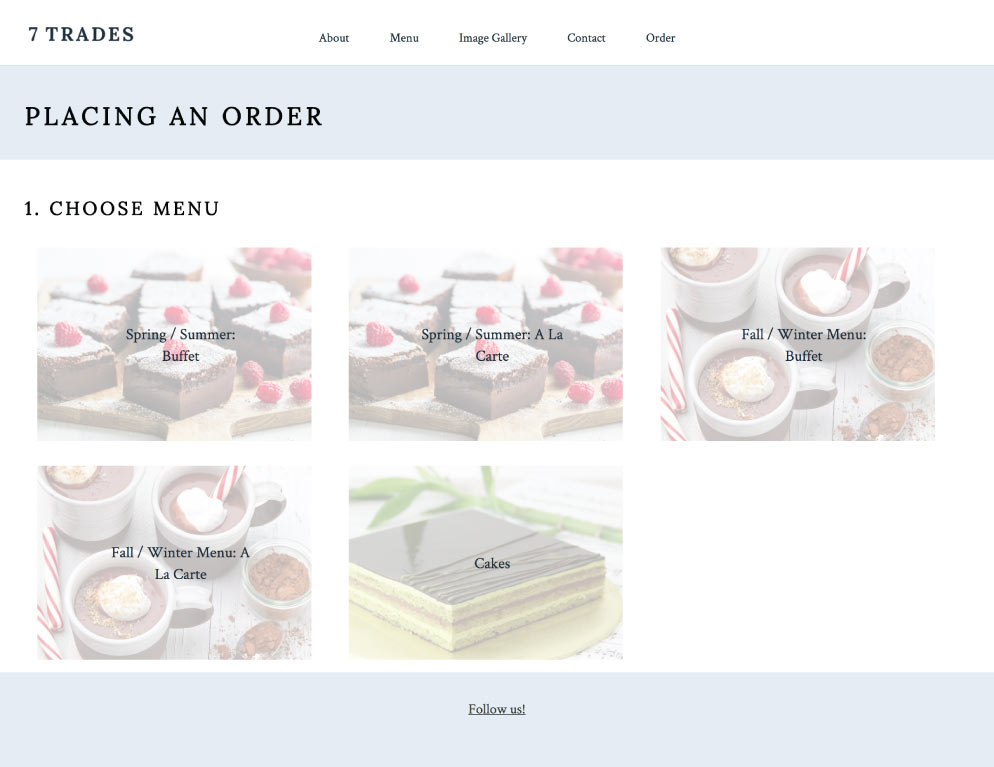 7 TRADES
About Menu Image Gallery Contact Order
PLACING AN ORDER
1. CHOOSE MENU
Spring / Summer:
Buffet
Spring / Summer: A La
Carte
Fall / Winter Menu:
Buffet
Fall / Winter Menu: A
La Carte
Cakes
Follow us!